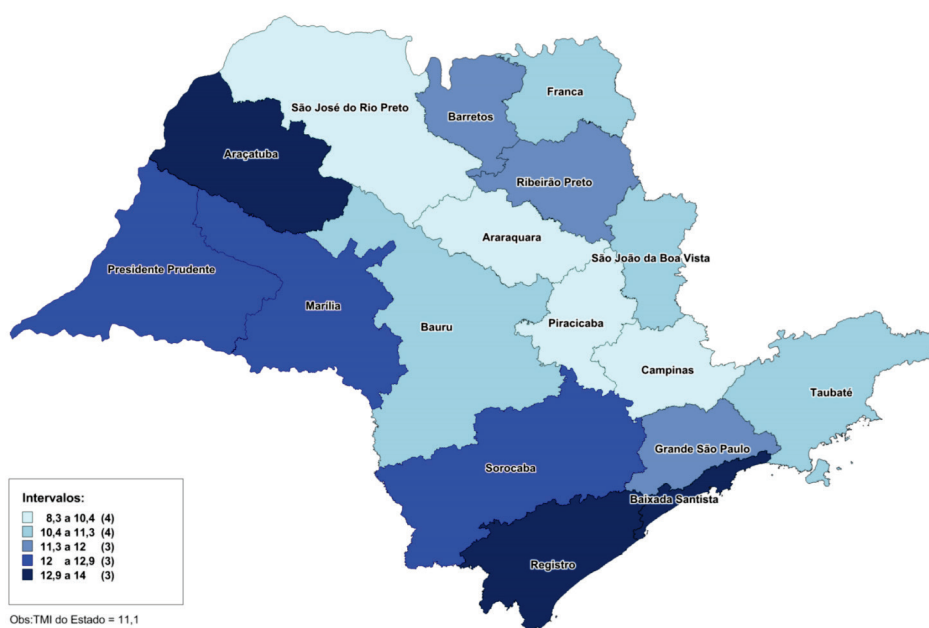 São José do Rio Preto
Barretos
Franca
Araçatuba
Ribeirão Preto
Araraquara
São João da Boa Vista
Presidente Prudente
Marília
Bauru
Piracicaba
Campinas
Taubaté
Grande São Paulo
Sorocaba
Baixada Santista
Registro
Intervalos:
8,3 a 10,4 (4)
10,4 a 11,3 (4)
11,3 a 12 (3)
12 a 12,9 (3)
12,9 a 14 (3)
Obs:TMI do Estado = 11,1